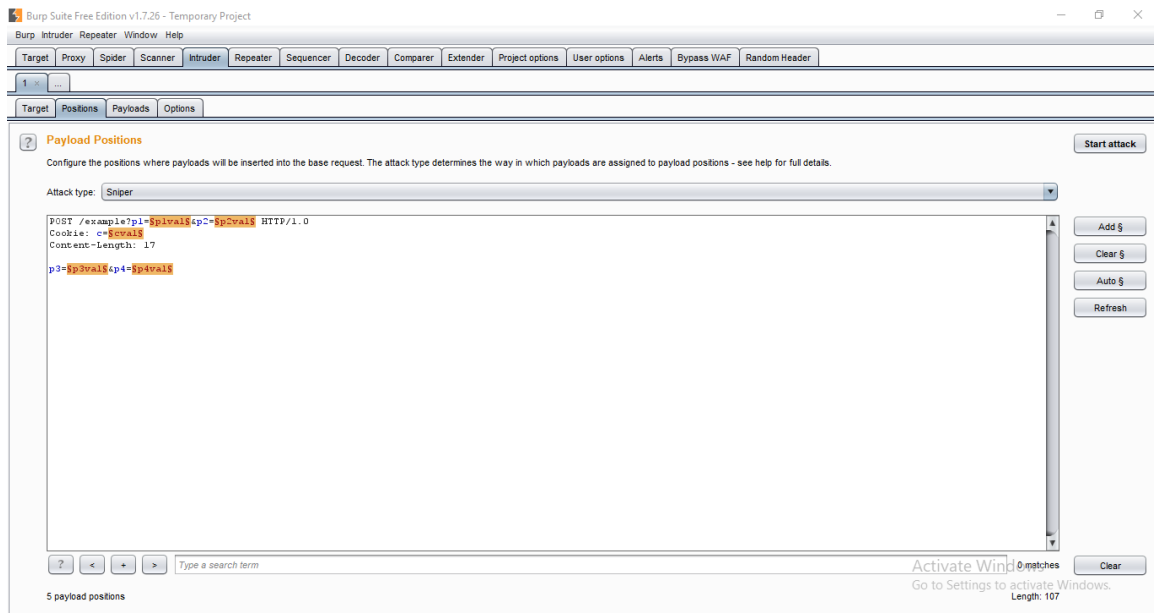 Burp Suite Free Edition v1.7.26 - Temporary Project
Burp Intruder Repeater Window Help
Target Proxy Spider Scanner Intruder Repeater Sequencer Decoder Comparer Extender Project options User options Alerts Bypass WAF Random Header
1 × ...
Target Positions Payloads Options
? Payload Positions
Start attack
Configure the positions where payloads will be inserted into the base request. The attack type determines the way in which payloads are assigned to payload positions - see help for full details.
Attack type: Sniper
POST /example?p1=§p1val§&p2=§p2val§ HTTP/1.0
Cookie: c=§cval§
Content-Length: 17
p3=§p3val§&p4=§p4val§
Add §
Clear §
Auto §
Refresh
? < + > Type a search term
0 matches
Clear
Activate Windows
Go to Settings to activate Windows.
5 payload positions
Length: 107